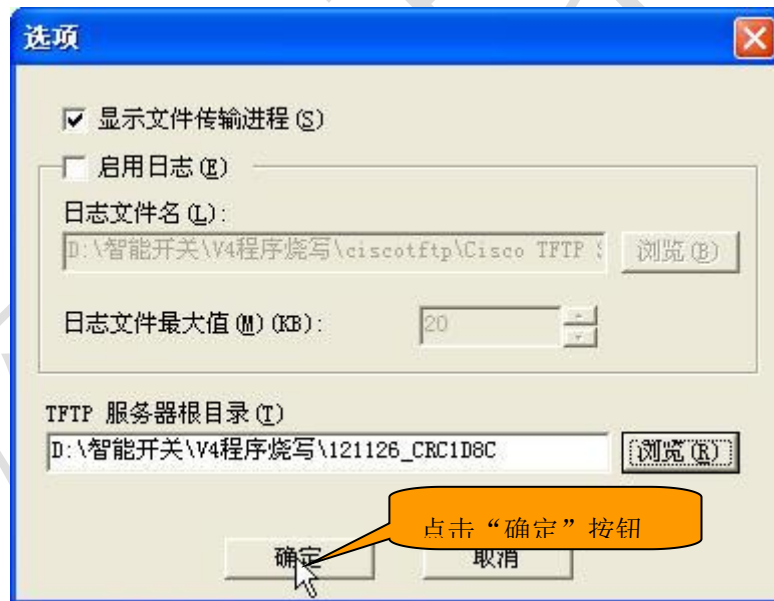 选项
显示文件传输进程(S)
启用日志(E)
日志文件名(L):
D:\智能开关\V4程序烧写\ciscotftp\Cisco TFTP S
浏览(B)
日志文件最大值(M)(KB):
20
TFTP 服务器根目录(T)
D:\智能开关\V4程序烧写\121126_CRC1D8C
浏览(R)
点击“确定”按钮
确定
取消